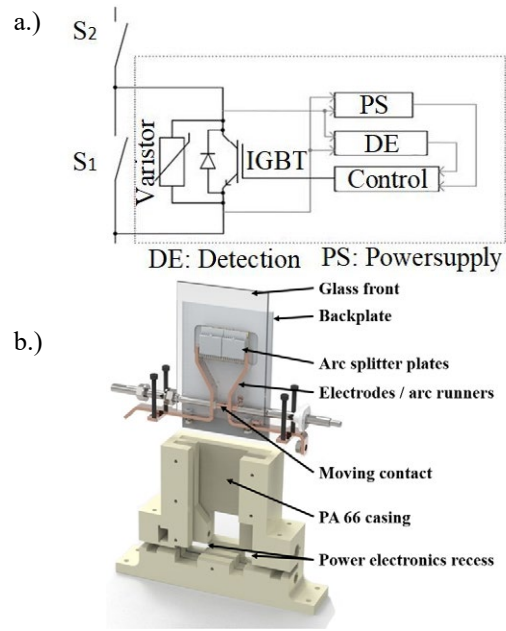 a.)
S2
PS
DE
S1
Varistor
IGBT
Control
DE: Detection PS: Powersupply
Glass front
b.)
Backplate
Arc splitter plates
Electrodes / arc runners
Moving contact
PA 66 casing
Power electronics recess